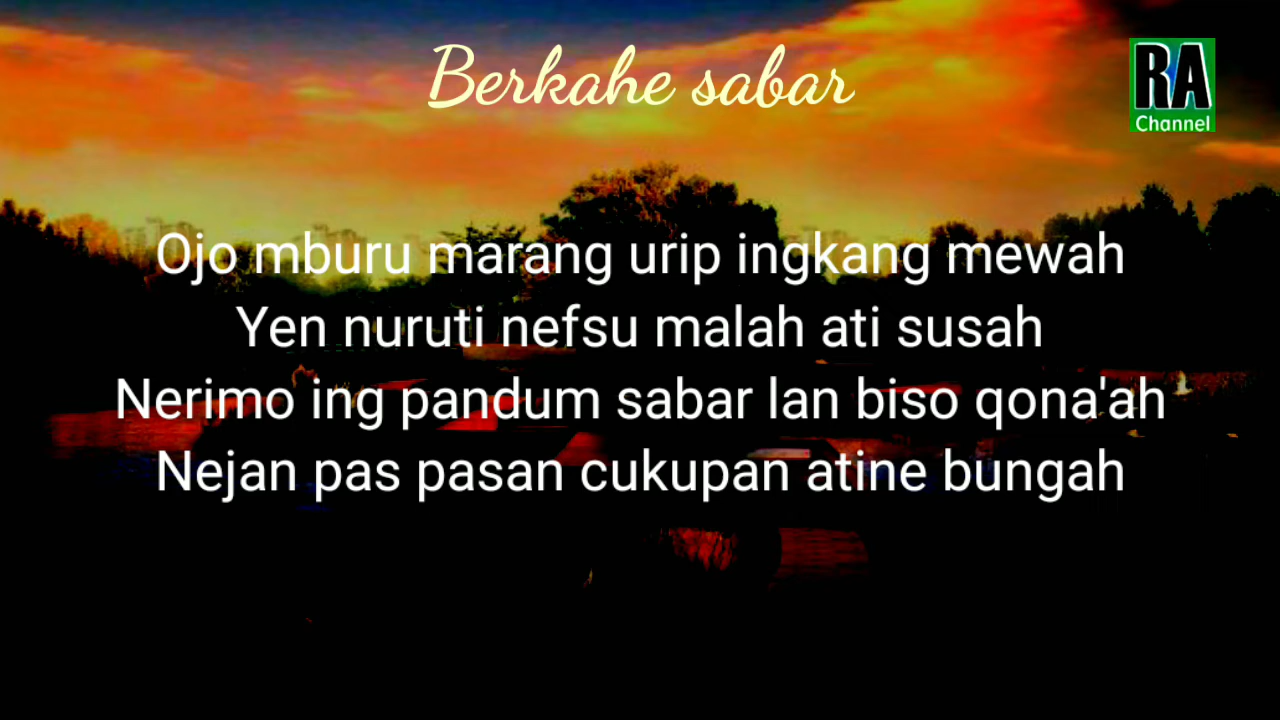 Berkahe sabar
RA
Channel
Ojo mburu marang urip ingkang mewah
Yen nuruti nefsu malah ati susah
Nerimo ing pandum sabar lan biso qona'ah
Nejan pas pasan cukupan atine bungah